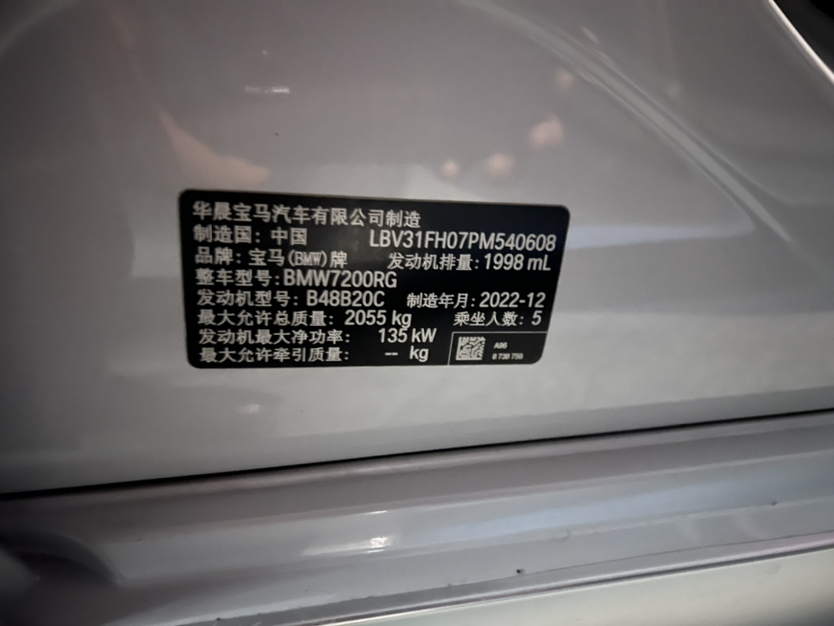 华晨宝马汽车有限公司制造
制造国：中国 LBV31FH07PM540608
品牌：宝马(BMW)牌 发动机排量：1998 mL
整车型号：BMW7200RG
发动机型号：B48B20C 制造年月：2022-12
最大允许总质量：2055 kg 乘坐人数：5
发动机最大净功率：135 kW
最大允许牵引质量：-- kg